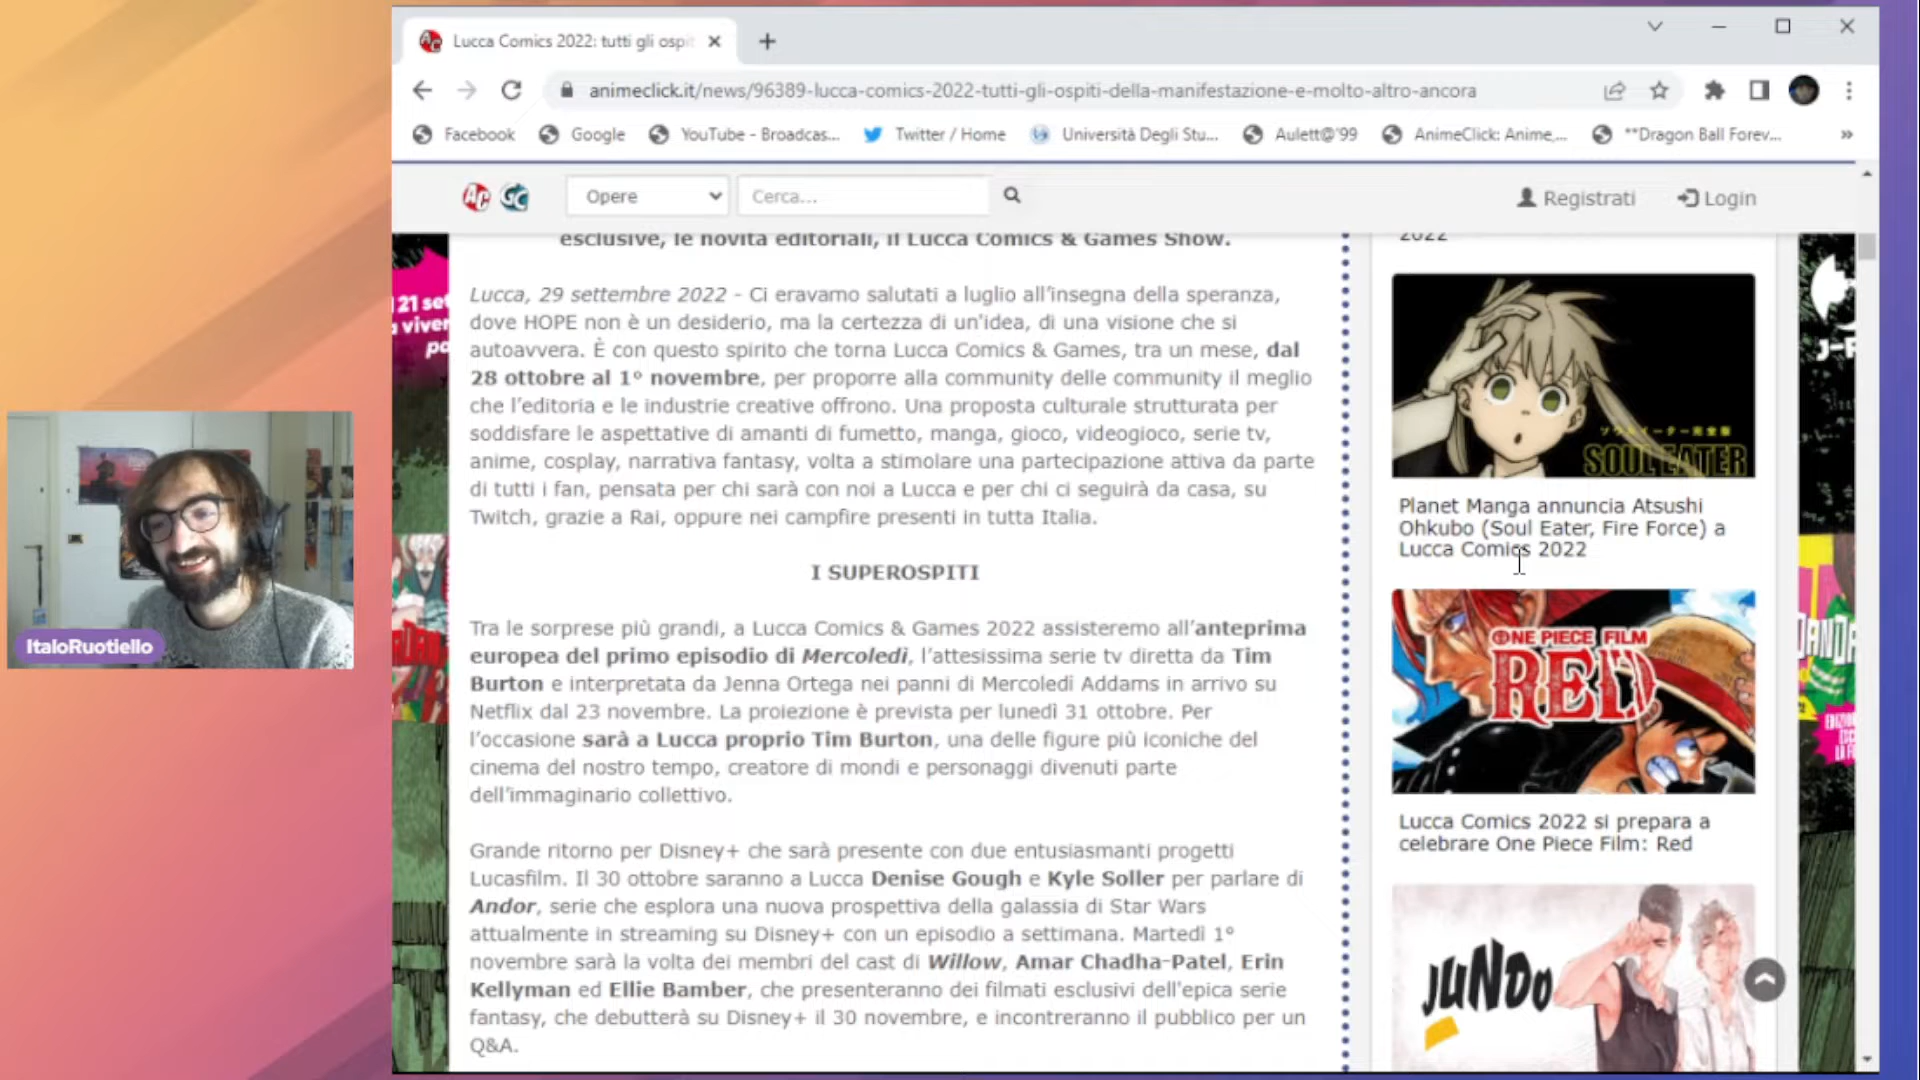 Lucca Comics 2022: tutti gli ospit
animeclick.it/news/96389-lucca-comics-2022-tutti-gli-ospiti-della-manifestazione-e-molto-altro-ancora
Facebook
Google
YouTube - Broadcas...
Twitter / Home
Università Degli Stu...
Aulett@'99
AnimeClick: Anime,...
**Dragon Ball Forev...
»
AC
GC
Opere
Cerca...
Registrati
Login
esclusive, le novità editoriali, il Lucca Comics & Games Show.
Lucca, 29 settembre 2022 - Ci eravamo salutati a luglio all'insegna della speranza,
dove HOPE non è un desiderio, ma la certezza di un'idea, di una visione che si
autoavvera. È con questo spirito che torna Lucca Comics & Games, tra un mese, dal
28 ottobre al 1° novembre, per proporre alla community delle community il meglio
che l'editoria e le industrie creative offrono. Una proposta culturale strutturata per
soddisfare le aspettative di amanti di fumetto, manga, gioco, videogioco, serie tv,
anime, cosplay, narrativa fantasy, volta a stimolare una partecipazione attiva da parte
di tutti i fan, pensata per chi sarà con noi a Lucca e per chi ci seguirà da casa, su
Twitch, grazie a Rai, oppure nei campfire presenti in tutta Italia.
I SUPEROSPITI
Tra le sorprese più grandi, a Lucca Comics & Games 2022 assisteremo all'anteprima
europea del primo episodio di Mercoledì, l'attesissima serie tv diretta da Tim
Burton e interpretata da Jenna Ortega nei panni di Mercoledì Addams in arrivo su
Netflix dal 23 novembre. La proiezione è prevista per lunedì 31 ottobre. Per
l'occasione sarà a Lucca proprio Tim Burton, una delle figure più iconiche del
cinema del nostro tempo, creatore di mondi e personaggi divenuti parte
dell'immaginario collettivo.
Grande ritorno per Disney+ che sarà presente con due entusiasmanti progetti
Lucasfilm. Il 30 ottobre saranno a Lucca Denise Gough e Kyle Soller per parlare di
Andor, serie che esplora una nuova prospettiva della galassia di Star Wars
attualmente in streaming su Disney+ con un episodio a settimana. Martedì 1°
novembre sarà la volta dei membri del cast di Willow, Amar Chadha-Patel, Erin
Kellyman ed Ellie Bamber, che presenteranno dei filmati esclusivi dell'epica serie
fantasy, che debutterà su Disney+ il 30 novembre, e incontreranno il pubblico per un
Q&A.
2022
ソウルイーター完全版
SOUL EATER
Planet Manga annuncia Atsushi
Ohkubo (Soul Eater, Fire Force) a
Lucca Comics 2022
ONE PIECE FILM
RED
Lucca Comics 2022 si prepara a
celebrare One Piece Film: Red
JUNDO
21 set
viver
ItaloRuotiello